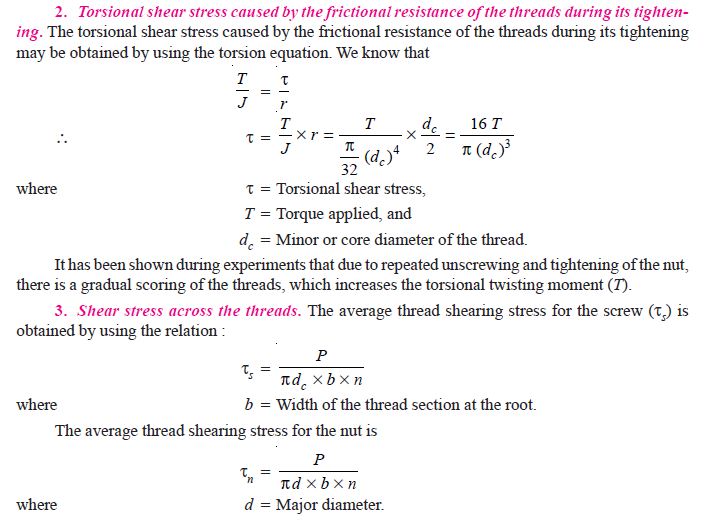 2. Torsional shear stress caused by the frictional resistance of the threads during its tighten-
ing. The torsional shear stress caused by the frictional resistance of the threads during its tightening
may be obtained by using the torsion equation. We know that
T/J = τ/r
∴ τ = T/J × r = T / (π/32 (d_c)^4) × d_c/2 = 16 T / (π (d_c)^3)
where τ = Torsional shear stress,
T = Torque applied, and
d_c = Minor or core diameter of the thread.
It has been shown during experiments that due to repeated unscrewing and tightening of the nut,
there is a gradual scoring of the threads, which increases the torsional twisting moment (T).
3. Shear stress across the threads. The average thread shearing stress for the screw (τ_s) is
obtained by using the relation :
τ_s = P / (πd_c × b × n)
where b = Width of the thread section at the root.
The average thread shearing stress for the nut is
τ_n = P / (πd × b × n)
where d = Major diameter.